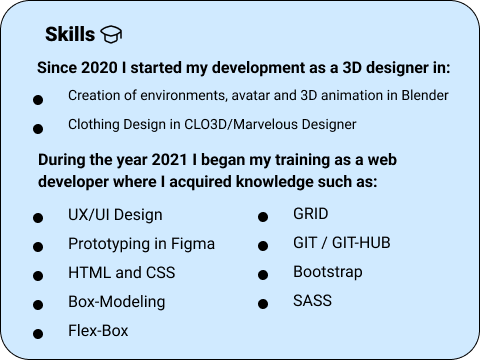 Skills
Since 2020 I started my development as a 3D designer in:
Creation of environments, avatar and 3D animation in Blender
Clothing Design in CLO3D/Marvelous Designer
During the year 2021 I began my training as a web
developer where I acquired knowledge such as:
UX/UI Design
Prototyping in Figma
HTML and CSS
Box-Modeling
Flex-Box
GRID
GIT / GIT-HUB
Bootstrap
SASS